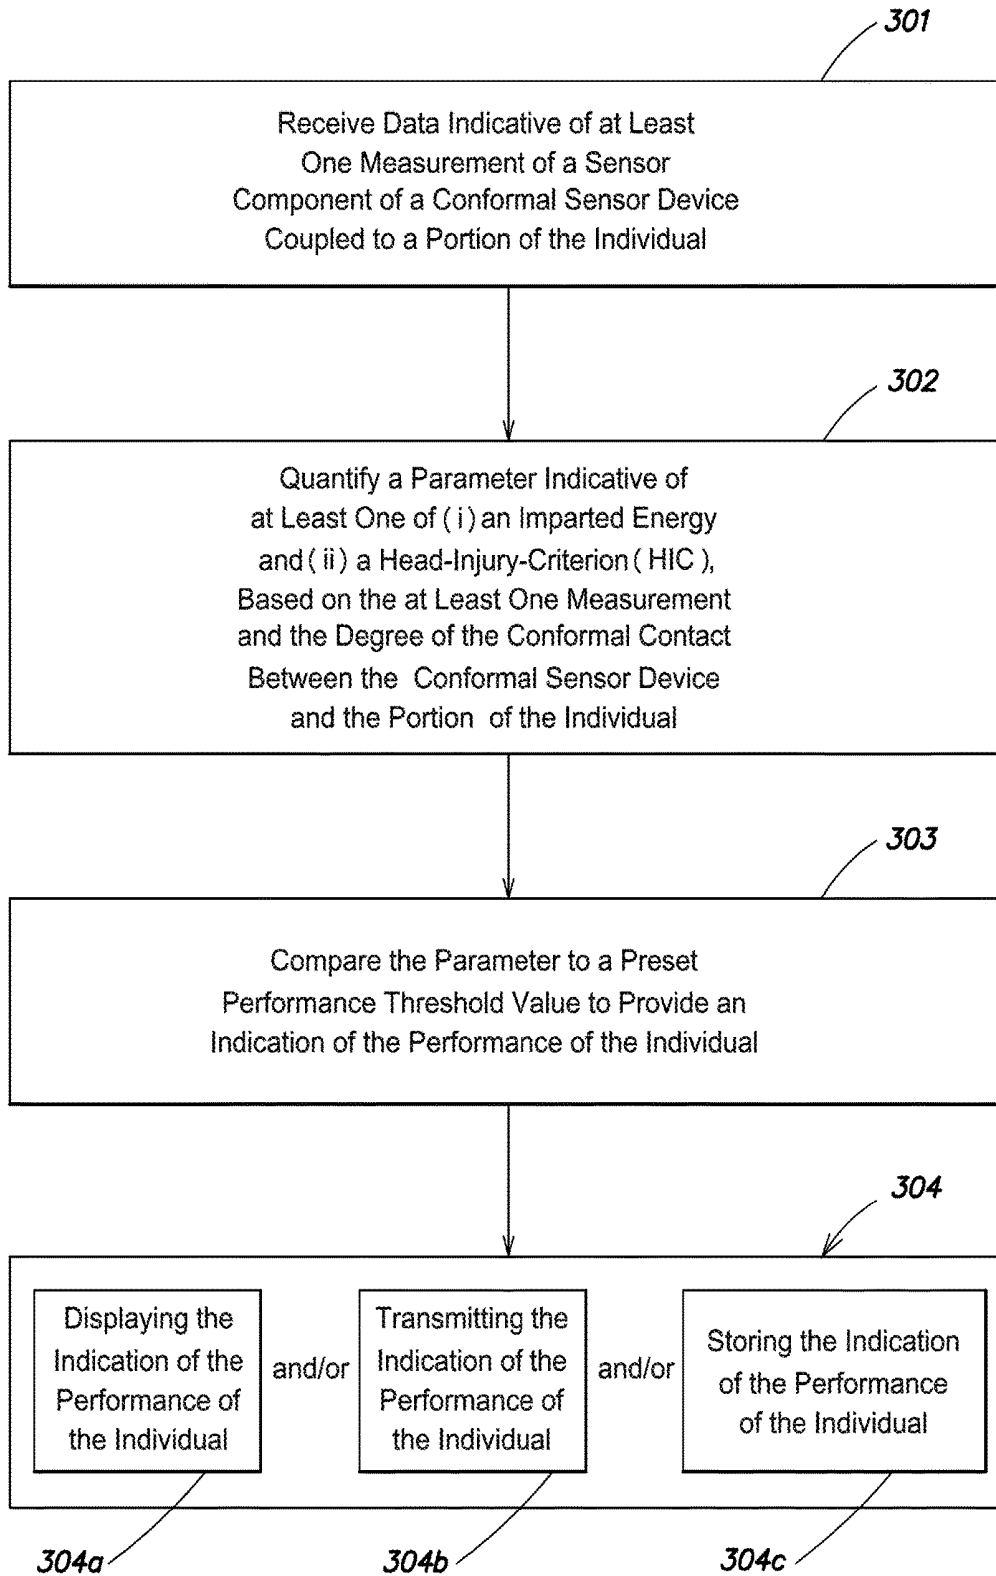 301
Receive Data Indicative of at Least
One Measurement of a Sensor
Component of a Conformal Sensor Device
Coupled to a Portion of the Individual
302
Quantify a Parameter Indicative of
at Least One of (i) an Imparted Energy
and (ii) a Head-Injury-Criterion (HIC),
Based on the at Least One Measurement
and the Degree of the Conformal Contact
Between the Conformal Sensor Device
and the Portion of the Individual
303
Compare the Parameter to a Preset
Performance Threshold Value to Provide an
Indication of the Performance of the Individual
304
Displaying the
Indication of the
Performance of
the Individual
and/or
Transmitting the
Indication of the
Performance of
the Individual
and/or
Storing the Indication
of the Performance
of the Individual
304a
304b
304c